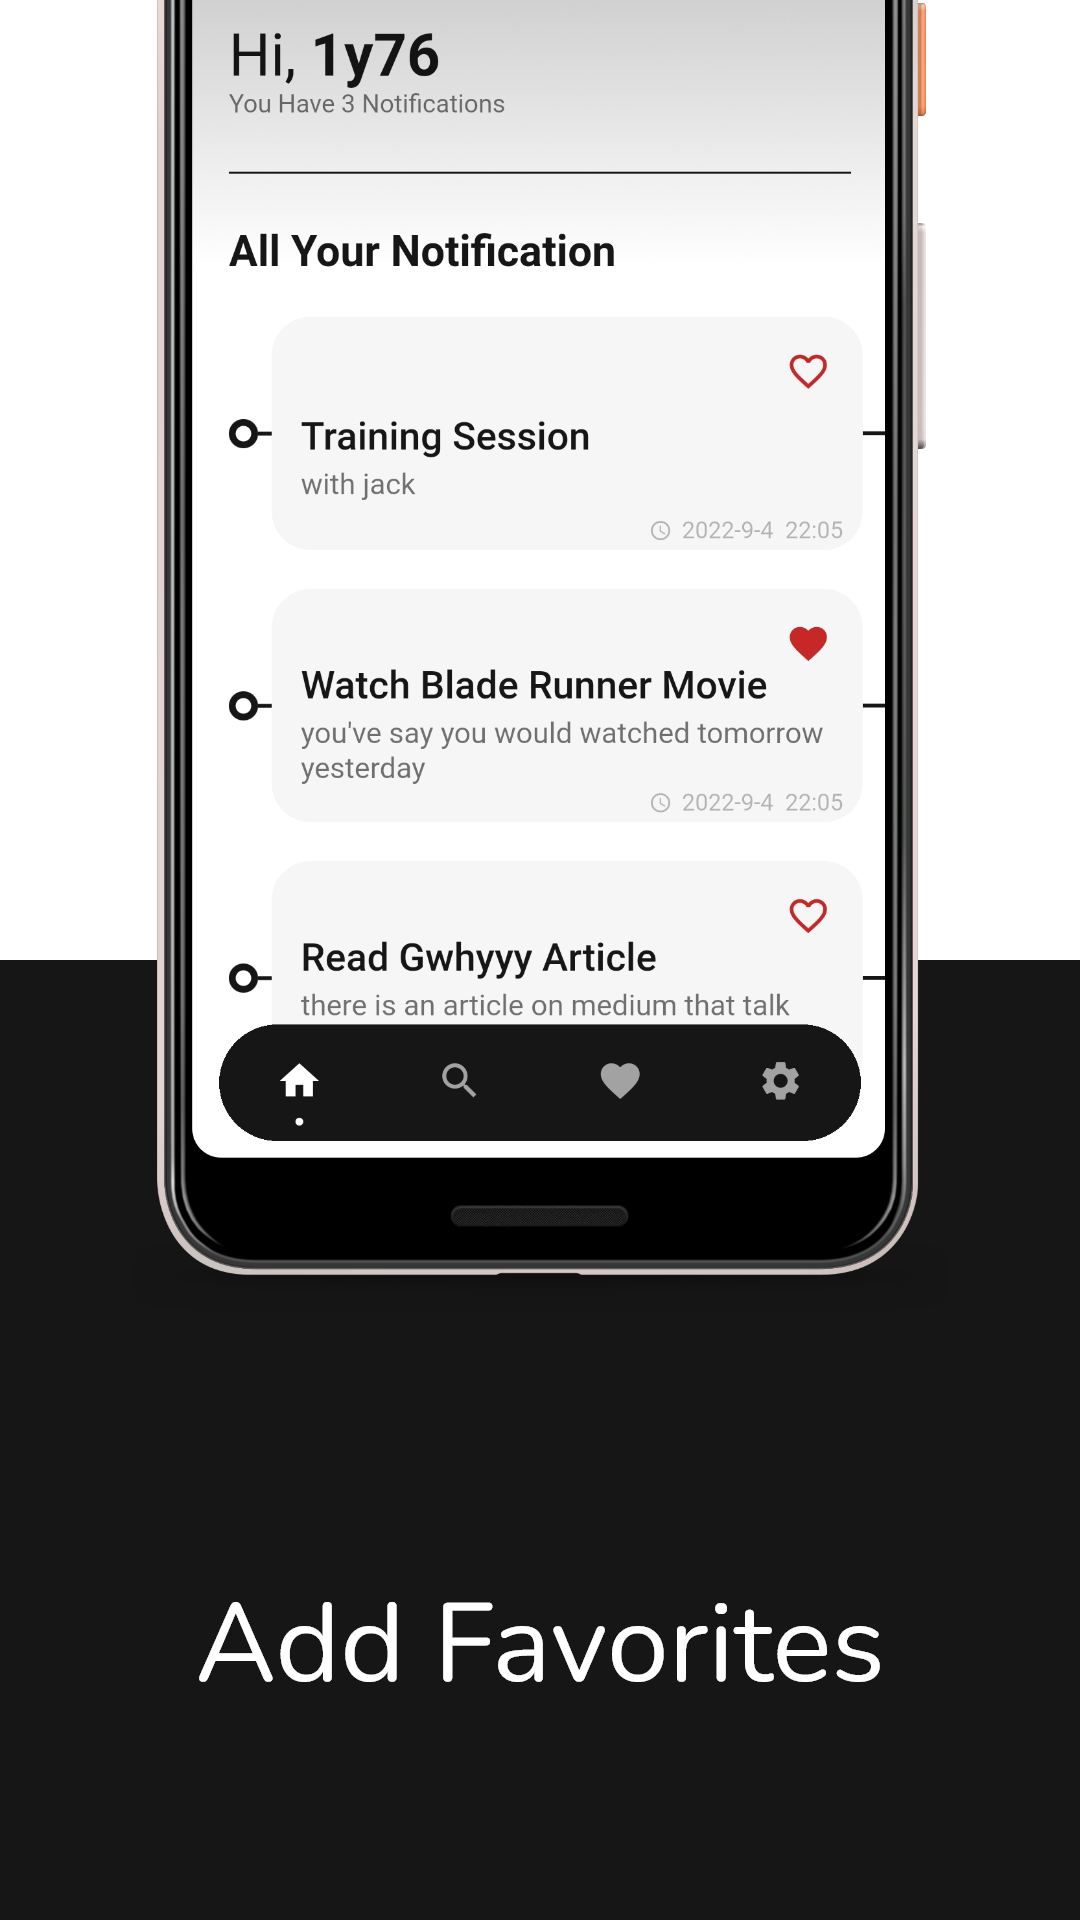 Hi, 1y76
You Have 3 Notifications
All Your Notification
Training Session
with jack
2022-9-4 22:05
Watch Blade Runner Movie
you've say you would watched tomorrow
yesterday
2022-9-4 22:05
Read Gwhyyy Article
there is an article on medium that talk
Add Favorites